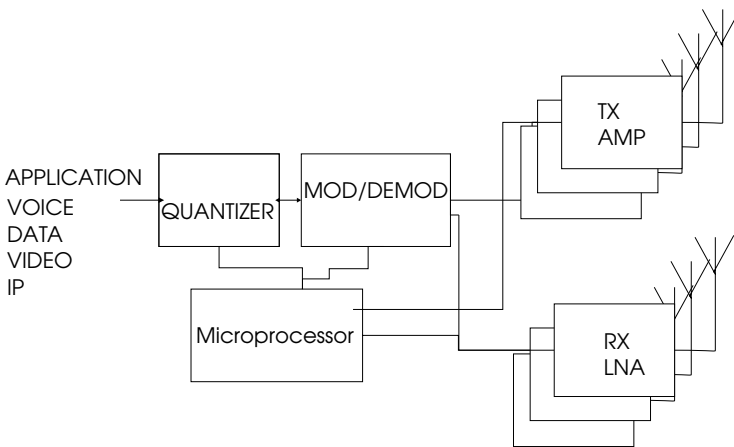 APPLICATION
VOICE
DATA
VIDEO
IP
QUANTIZER
MOD/DEMOD
Microprocessor
TX
AMP
RX
LNA